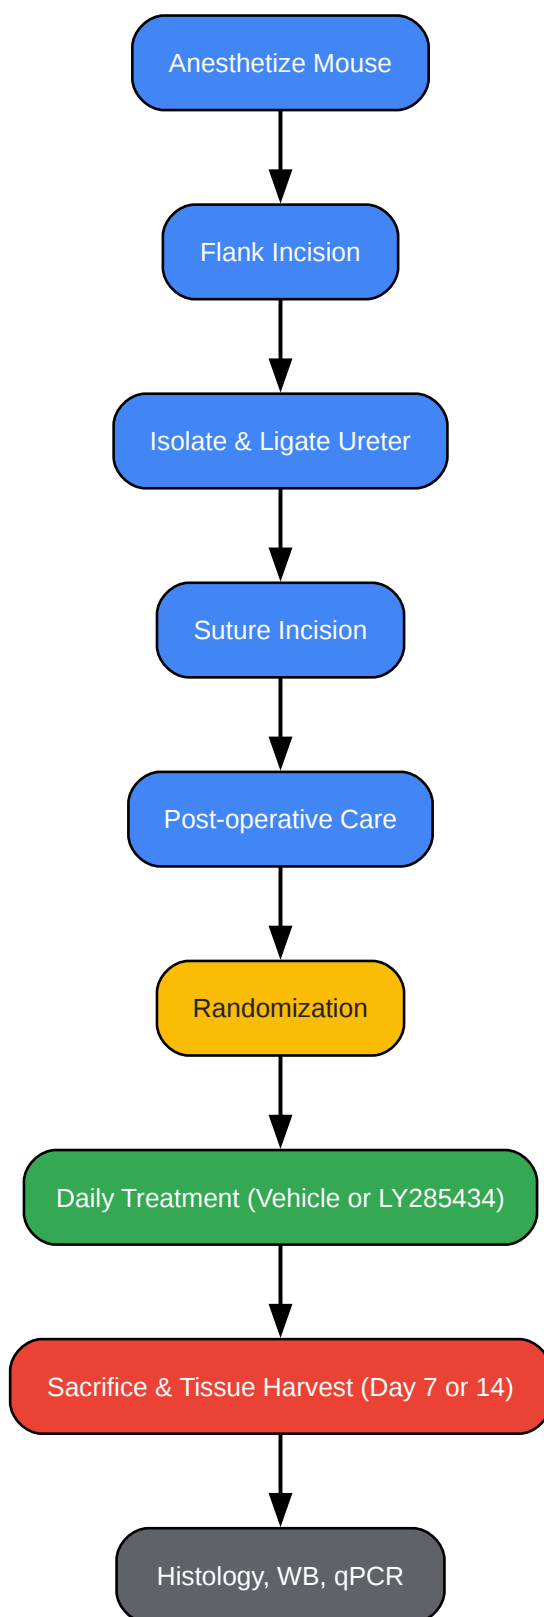 Anesthetize Mouse
Flank Incision
Isolate & Ligate Ureter
Suture Incision
Post-operative Care
Randomization
Daily Treatment (Vehicle or LY285434)
Sacrifice & Tissue Harvest (Day 7 or 14)
Histology, WB, qPCR